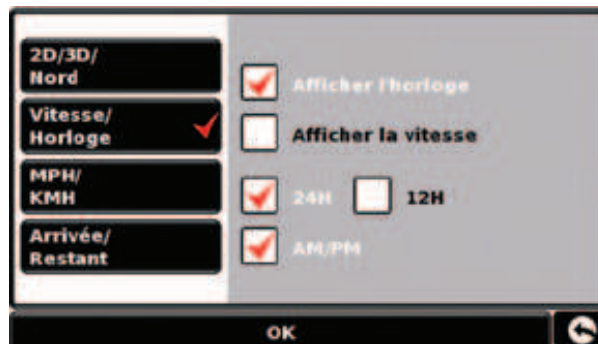 2D/3D/
Nord
Vitesse/
Horloge
MPH/
KMH
Arrivée/
Restant
Afficher l'horloge
Afficher la vitesse
24H 12H
AM/PM
OK